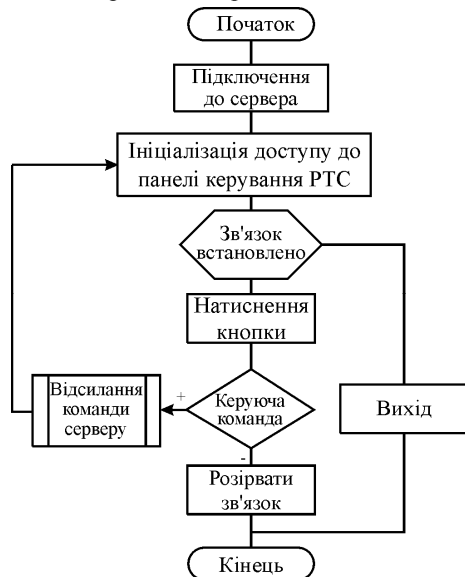 Початок
Підключення
до сервера
Ініціалізація доступу до
панелі керування РТС
Зв'язок
встановлено
Натиснення
кнопки
Відсилання
команди
серверу
+
Керуюча
команда
Вихід
-
Розірвати
зв'язок
Кінець